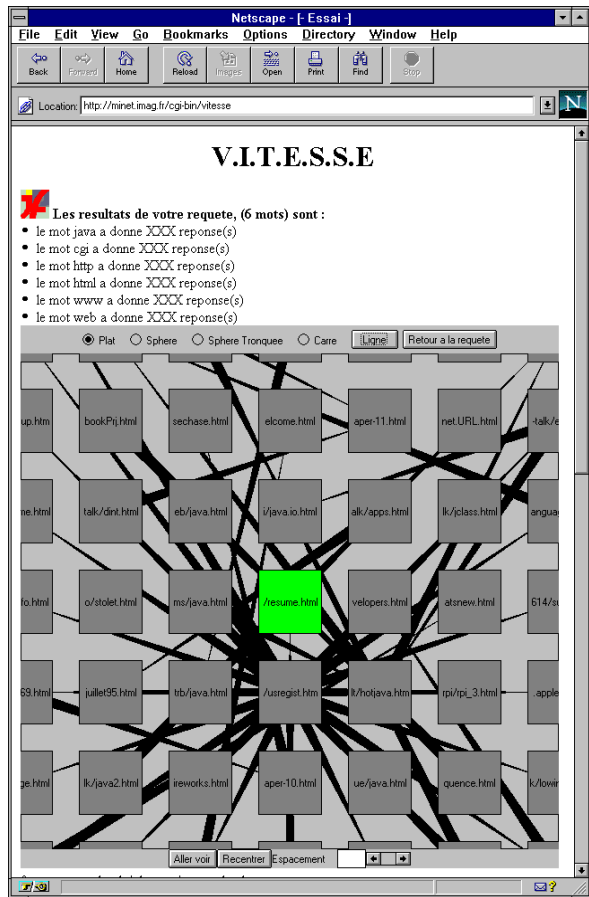 Netscape - [- Essai -]
File Edit View Go Bookmarks Options Directory Window Help
Back Forward Home Reload Images Open Print Find Stop
Location: http://minet.imag.fr/cgi-bin/vitesse
N
V.I.T.E.S.S.E
Les resultats de votre requete, (6 mots) sont :
• le mot java a donne XXX reponse(s)
• le mot cgi a donne XXX reponse(s)
• le mot http a donne XXX reponse(s)
• le mot html a donne XXX reponse(s)
• le mot www a donne XXX reponse(s)
• le mot web a donne XXX reponse(s)
Plat Sphere Sphere Tronquee Carre Ligne Retour a la requete
up.htm bookPrj.html sechase.html elcome.html aper-11.html net.URL.html -talk/e
me.html talk/dint.html eb/java.html i/java.io.html alk/apps.html lk/jclass.html angua
fo.html o/stolet.html ms/java.html /resume.html velopers.html atsnew.html 614/su
69.html juillet95.html trb/java.html /usregist.htm lt/hotjava.htm rpi/rpi_3.html .apple
ge.html lk/java2.html ireworks.html aper-10.html ue/java.html quence.html k/lowir
Aller voir Recentrer Espacement